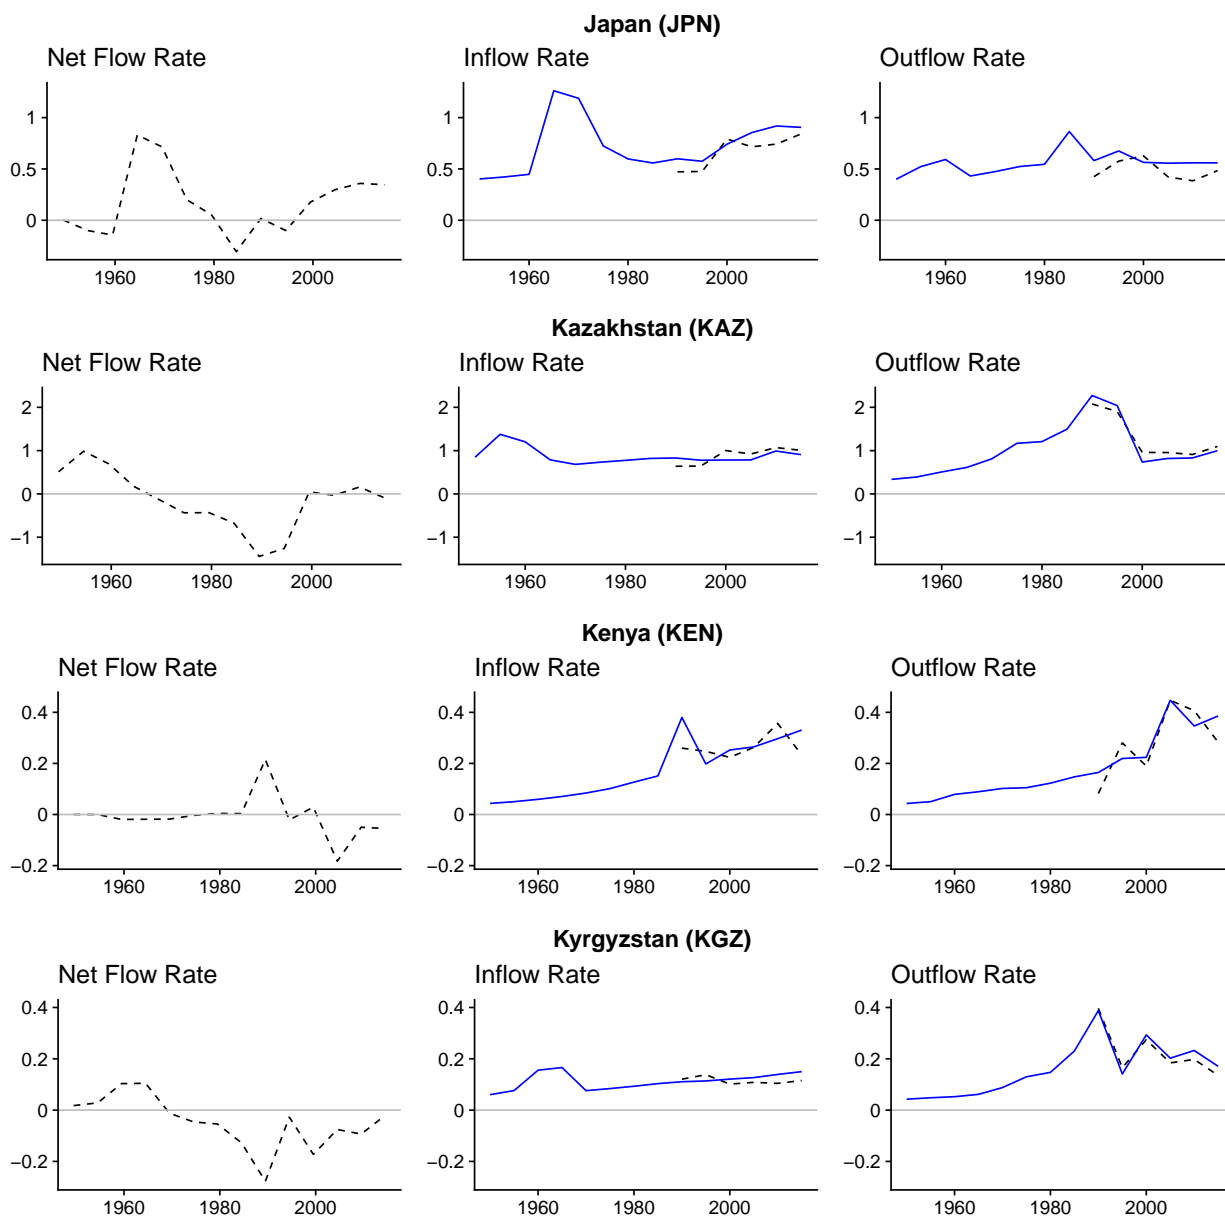 Japan (JPN)
Net Flow Rate
Inflow Rate
Outflow Rate
1
0.5
0
1960 1980 2000
1
0.5
0
1960 1980 2000
1
0.5
0
1960 1980 2000
Kazakhstan (KAZ)
Net Flow Rate
Inflow Rate
Outflow Rate
2
1
0
−1
1960 1980 2000
2
1
0
−1
1960 1980 2000
2
1
0
−1
1960 1980 2000
Kenya (KEN)
Net Flow Rate
Inflow Rate
Outflow Rate
0.4
0.2
0
−0.2
1960 1980 2000
0.4
0.2
0
−0.2
1960 1980 2000
0.4
0.2
0
−0.2
1960 1980 2000
Kyrgyzstan (KGZ)
Net Flow Rate
Inflow Rate
Outflow Rate
0.4
0.2
0
−0.2
1960 1980 2000
0.4
0.2
0
−0.2
1960 1980 2000
0.4
0.2
0
−0.2
1960 1980 2000